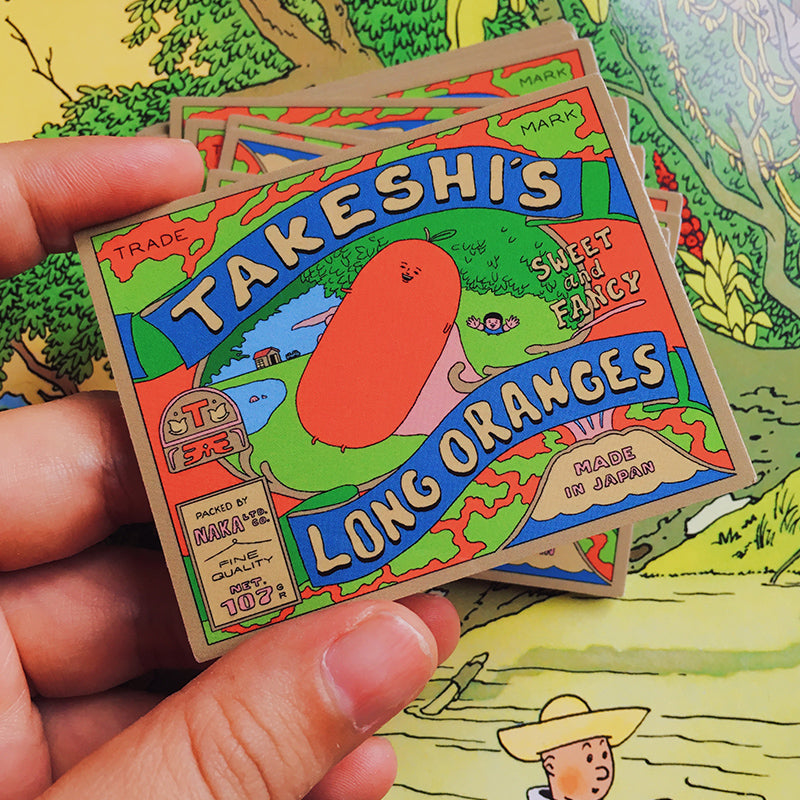 TRADE
MARK
TAKESHI'S
SWEET
and
FANCY
LONG ORANGES
T
PACKED BY
NAKA LTD. CO.
FINE
QUALITY
NET.
107 GR
MADE
IN JAPAN
MARK